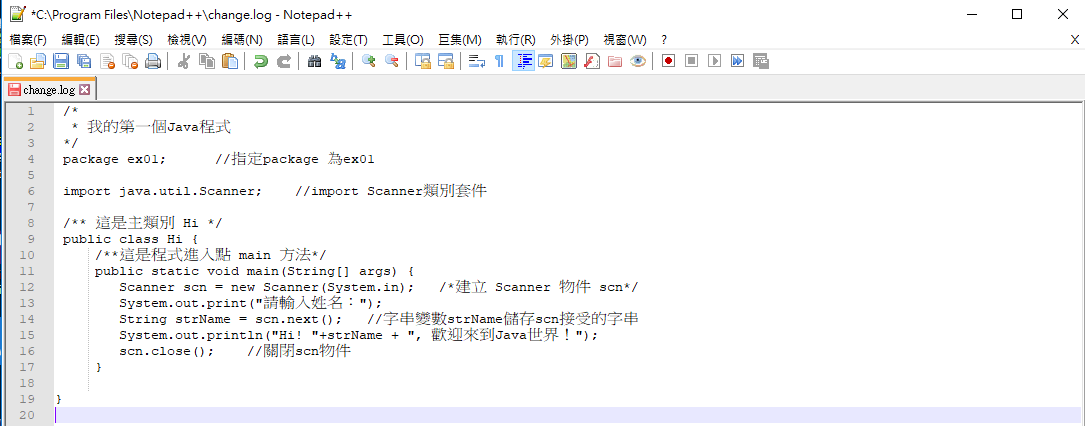 *C:\Program Files\Notepad++\change.log - Notepad++
檔案(F) 編輯(E) 搜尋(S) 檢視(V) 編碼(N) 語言(L) 設定(T) 工具(O) 巨集(M) 執行(R) 外掛(P) 視窗(W) ? X
change.log
1 /*
2 * 我的第一個Java程式
3 */
4 package ex01; //指定package 為ex01
5
6 import java.util.Scanner; //import Scanner類別套件
7
8 /** 這是主類別 Hi */
9 public class Hi {
10 /**這是程式進入點 main 方法*/
11 public static void main(String[] args) {
12 Scanner scn = new Scanner(System.in); /*建立 Scanner 物件 scn*/
13 System.out.print("請輸入姓名：");
14 String strName = scn.next(); //字串變數strName儲存scn接受的字串
15 System.out.println("Hi! "+strName + ", 歡迎來到Java世界！");
16 scn.close(); //關閉scn物件
17 }
18
19 }
20